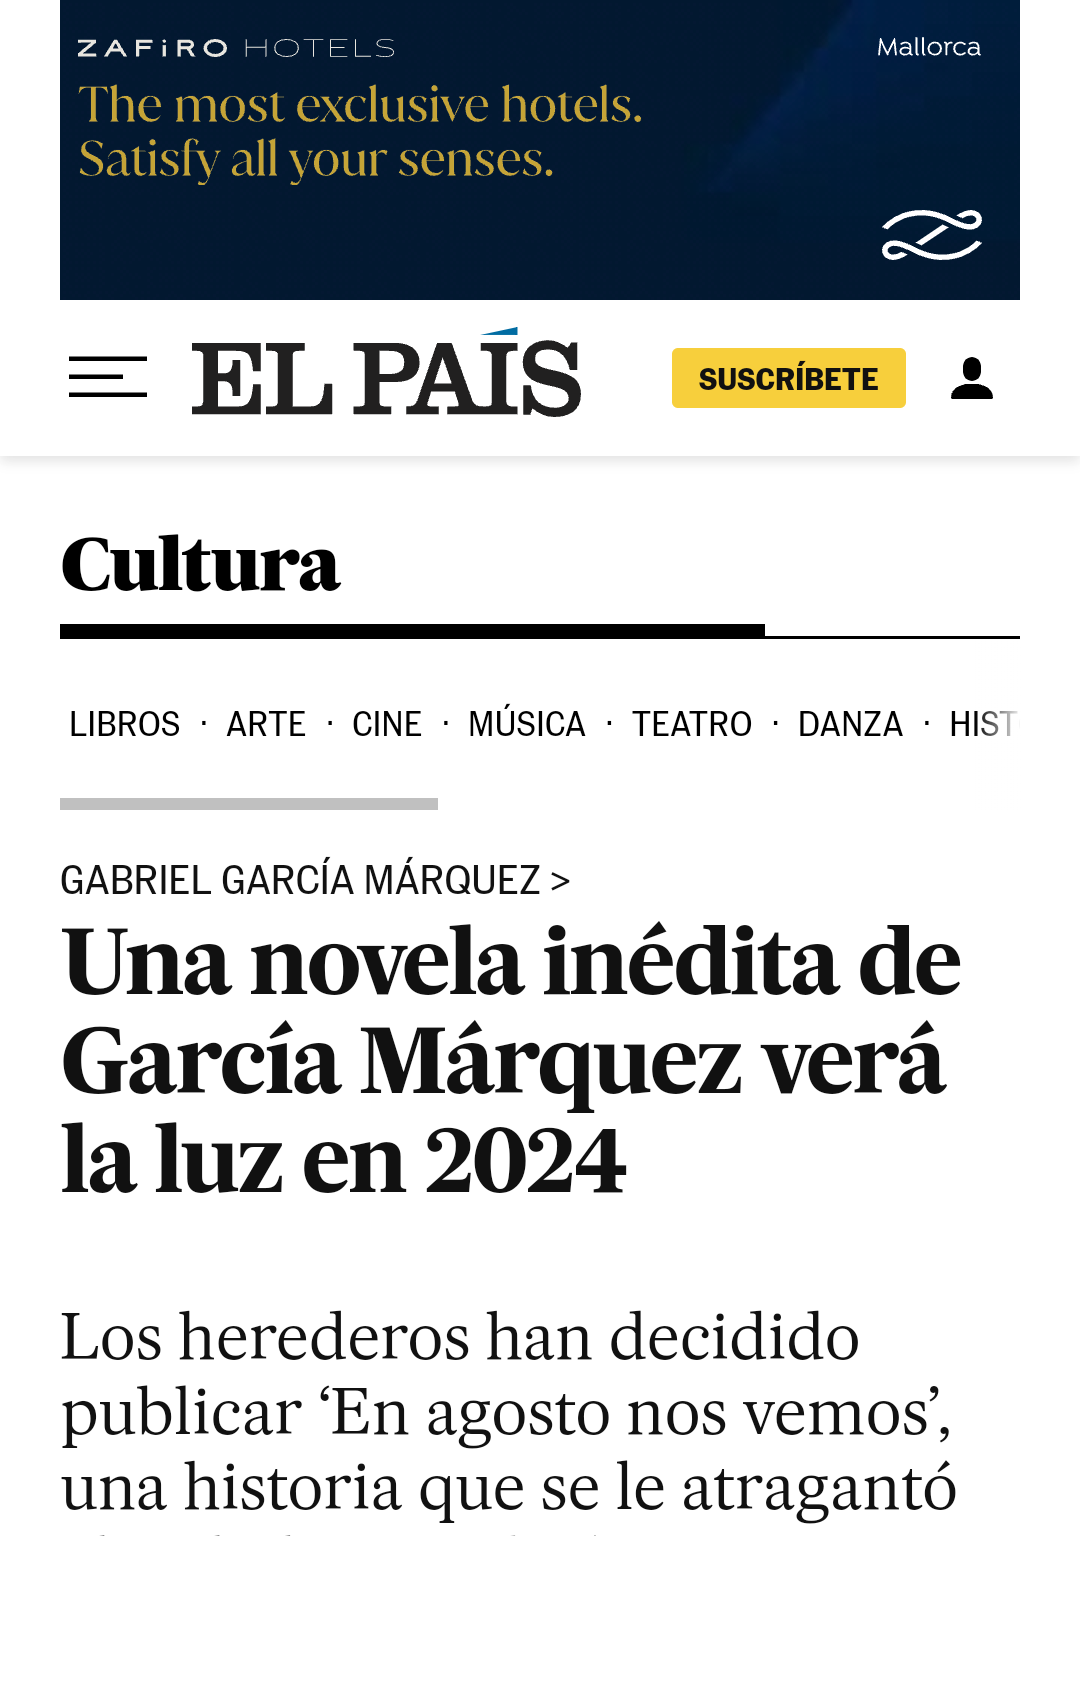 ZAFiRO HOTELS
Mallorca
The most exclusive hotels.
Satisfy all your senses.
EL PAÍS
SUSCRÍBETE
Cultura
LIBROS · ARTE · CINE · MÚSICA · TEATRO · DANZA · HIST
GABRIEL GARCÍA MÁRQUEZ >
Una novela inédita de
García Márquez verá
la luz en 2024
Los herederos han decidido
publicar ‘En agosto nos vemos’,
una historia que se le atragantó